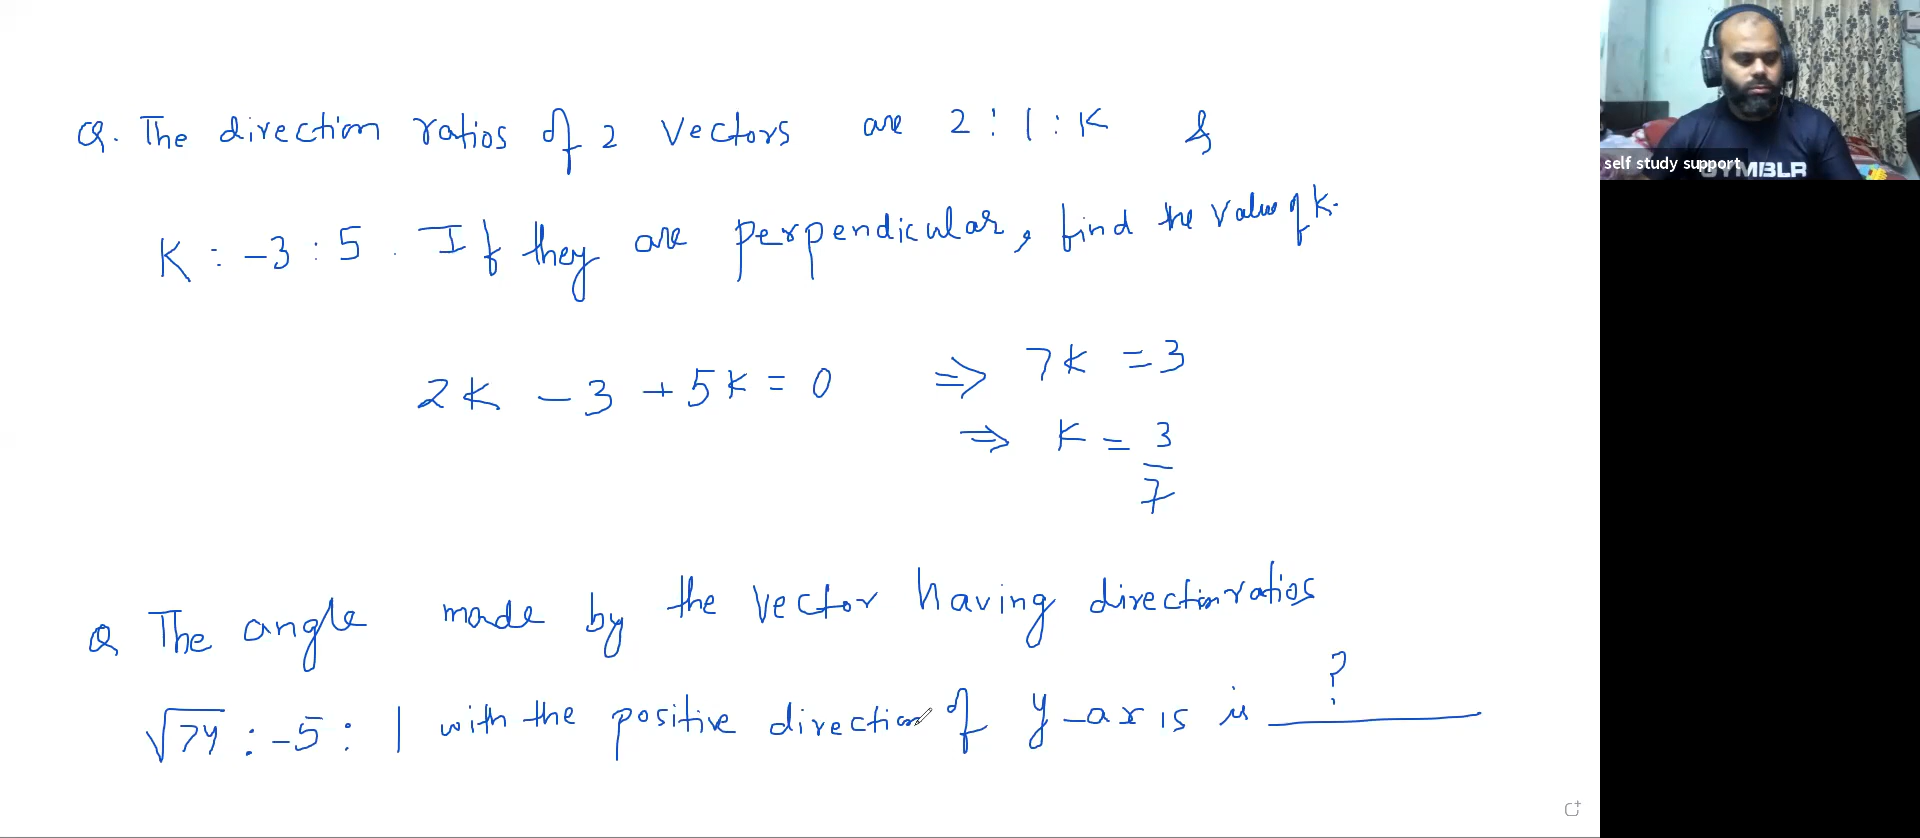 Q. The direction ratios of 2 vectors are 2 : 1 : K &
K : -3 : 5. If they are perpendicular, find the value of k.
2K - 3 + 5K = 0 ⇒ 7K = 3
⇒ K = 3/7
Q The angle made by the vector having direction ratios
√74 : -5 : 1 with the positive direction of y-axis is ?
self study support
GYMBLR